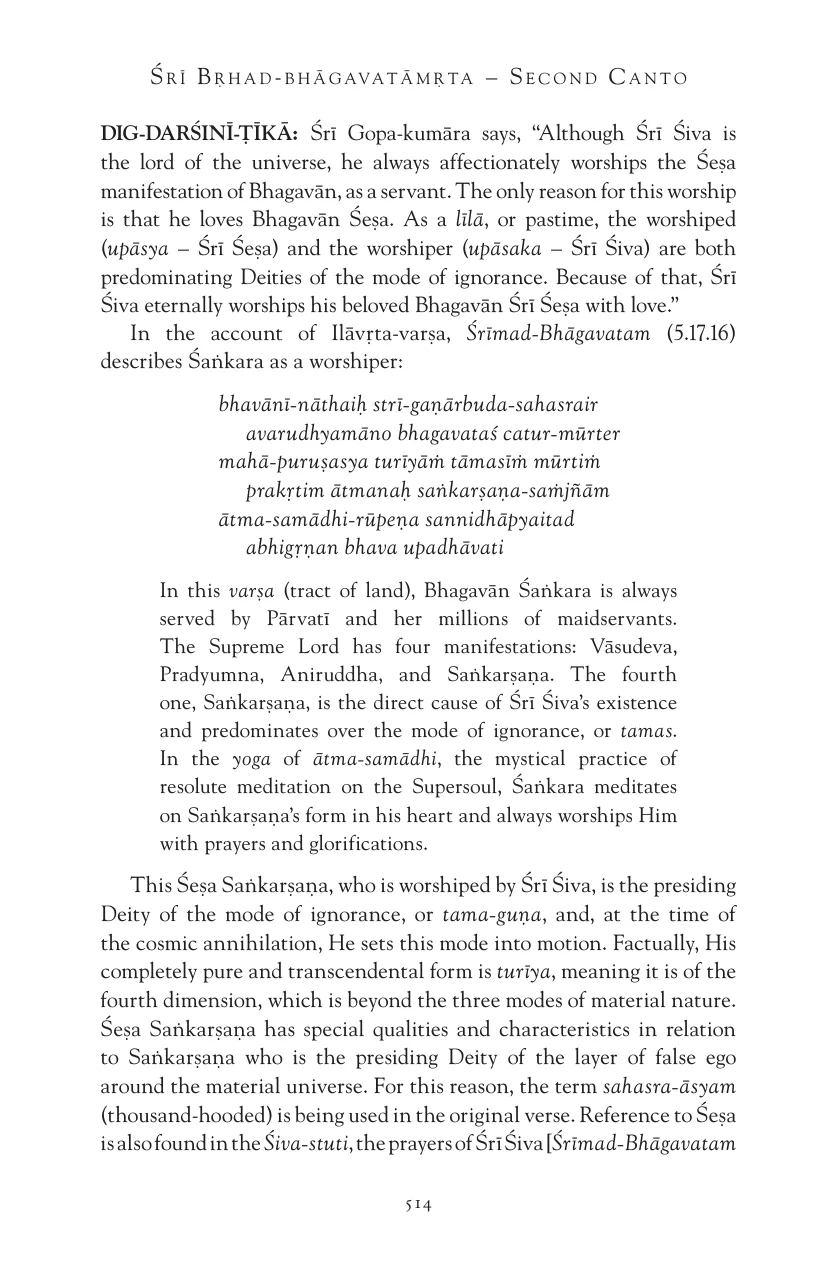 Śrī Bṛhad-bhāgavatāmṛta – Second Canto
DIG-DARŚINĪ-ṬĪKĀ: Śrī Gopa-kumāra says, “Although Śrī Śiva is
the lord of the universe, he always affectionately worships the Śeṣa
manifestation of Bhagavān, as a servant. The only reason for this worship
is that he loves Bhagavān Śeṣa. As a līlā, or pastime, the worshiped
(upāsya – Śrī Śeṣa) and the worshiper (upāsaka – Śrī Śiva) are both
predominating Deities of the mode of ignorance. Because of that, Śrī
Śiva eternally worships his beloved Bhagavān Śrī Śeṣa with love.”
In the account of Ilāvṛta-varṣa, Śrīmad-Bhāgavatam (5.17.16)
describes Śaṅkara as a worshiper:
bhavānī-nāthaiḥ strī-gaṇārbuda-sahasrair
avarudhyamāno bhagavataś catur-mūrter
mahā-puruṣasya turīyāṁ tāmasīṁ mūrtiṁ
prakṛtim ātmanaḥ saṅkarṣaṇa-saṁjñām
ātma-samādhi-rūpeṇa sannidhāpyaitad
abhigṛṇan bhava upadhāvati
In this varṣa (tract of land), Bhagavān Śaṅkara is always
served by Pārvatī and her millions of maidservants.
The Supreme Lord has four manifestations: Vāsudeva,
Pradyumna, Aniruddha, and Saṅkarṣaṇa. The fourth
one, Saṅkarṣaṇa, is the direct cause of Śrī Śiva’s existence
and predominates over the mode of ignorance, or tamas.
In the yoga of ātma-samādhi, the mystical practice of
resolute meditation on the Supersoul, Śaṅkara meditates
on Saṅkarṣaṇa’s form in his heart and always worships Him
with prayers and glorifications.
This Śeṣa Saṅkarṣaṇa, who is worshiped by Śrī Śiva, is the presiding
Deity of the mode of ignorance, or tama-guṇa, and, at the time of
the cosmic annihilation, He sets this mode into motion. Factually, His
completely pure and transcendental form is turīya, meaning it is of the
fourth dimension, which is beyond the three modes of material nature.
Śeṣa Saṅkarṣaṇa has special qualities and characteristics in relation
to Saṅkarṣaṇa who is the presiding Deity of the layer of false ego
around the material universe. For this reason, the term sahasra-āsyam
(thousand-hooded) is being used in the original verse. Reference to Śeṣa
is also found in the Śiva-stuti, the prayers of Śrī Śiva [Śrīmad-Bhāgavatam
514